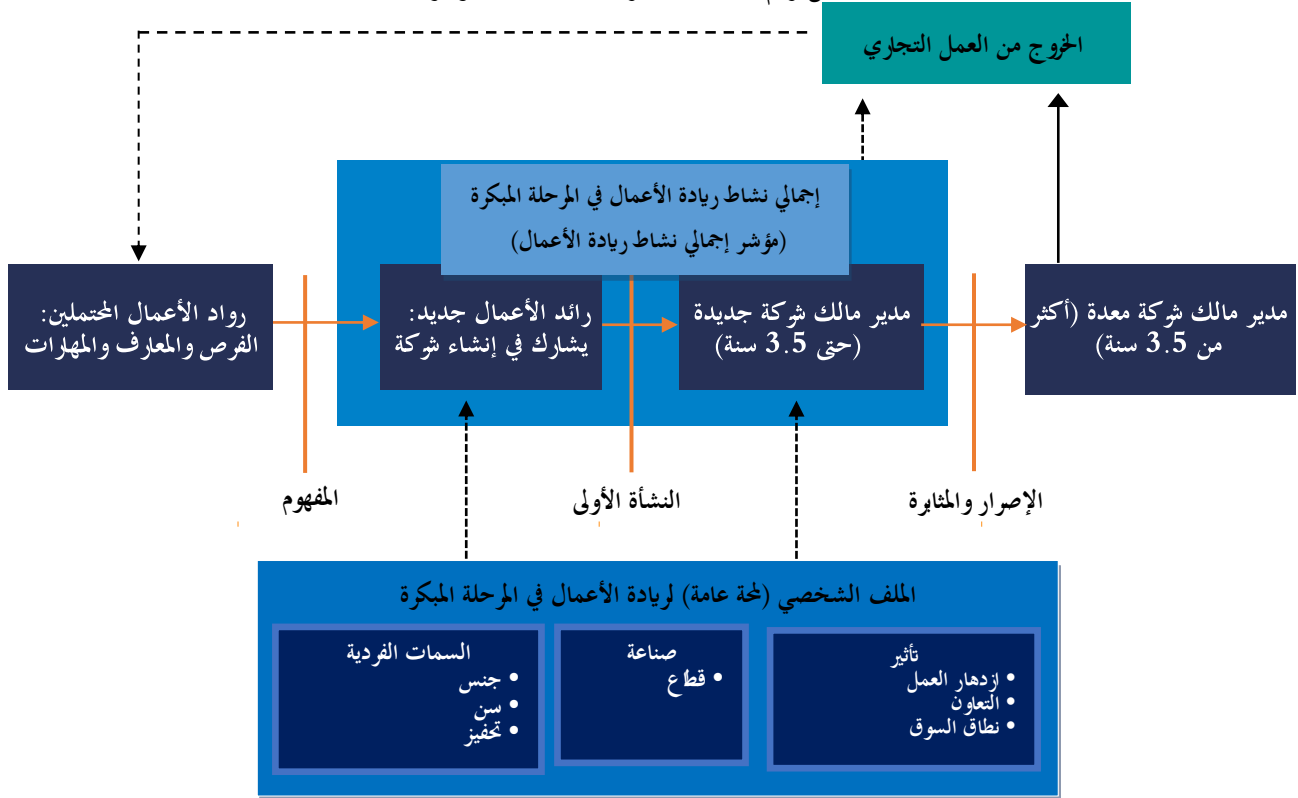 الخروج من العمل التجاري
إجمالي نشاط ريادة الأعمال في المرحلة المبكرة
(مؤشر إجمالي نشاط ريادة الأعمال)
رواد الأعمال المحتملين:
الفرص والمعارف والمهارات
رائد الأعمال جديد:
يشارك في إنشاء شركة
مدير مالك شركة جديدة
(حتى 3.5 سنة)
مدير مالك شركة معدة (أكثر
من 3.5 سنة)
المفهوم
النشأة الأولى
الإصرار والمثابرة
الملف الشخصي (لمحة عامة) لريادة الأعمال في المرحلة المبكرة
السمات الفردية
• جنس
• سن
• تحفيز
صناعة
• قطاع
تأثير
• ازدهار العمل
• التعاون
• نطاق السوق